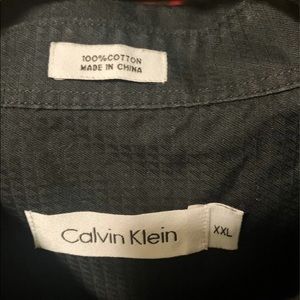 100% COTTON
MADE IN CHINA
Calvin Klein
XXL